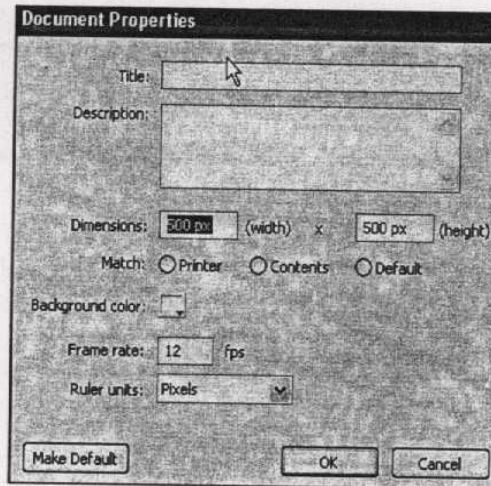 Document Properties
Title:
Description:
Dimensions: 500 px (width) x 500 px (height)
Match: Printer Contents Default
Background color:
Frame rate: 12 fps
Ruler units: Pixels
Make Default OK Cancel